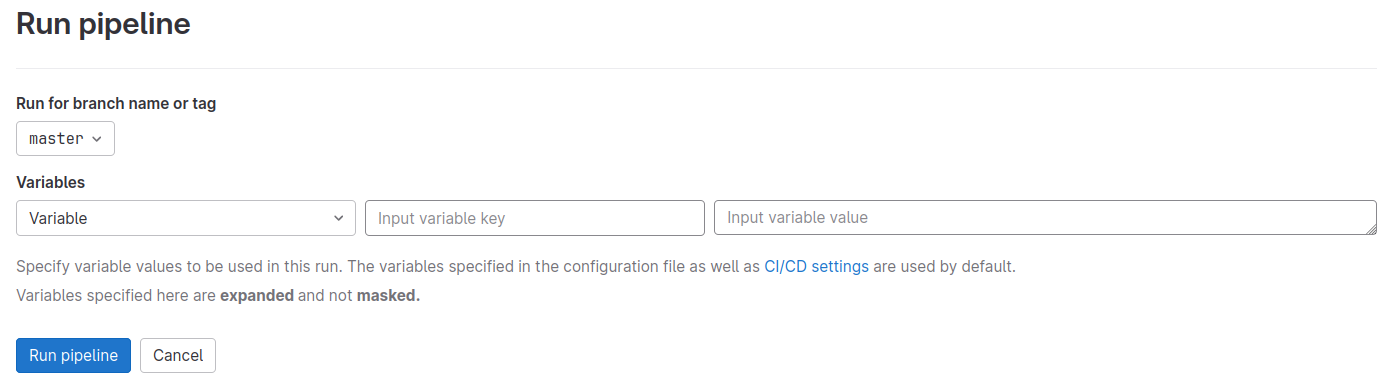 Run pipeline
Run for branch name or tag
master
Variables
Variable Input variable key Input variable value
Specify variable values to be used in this run. The variables specified in the configuration file as well as CI/CD settings are used by default.
Variables specified here are expanded and not masked.
Run pipeline Cancel